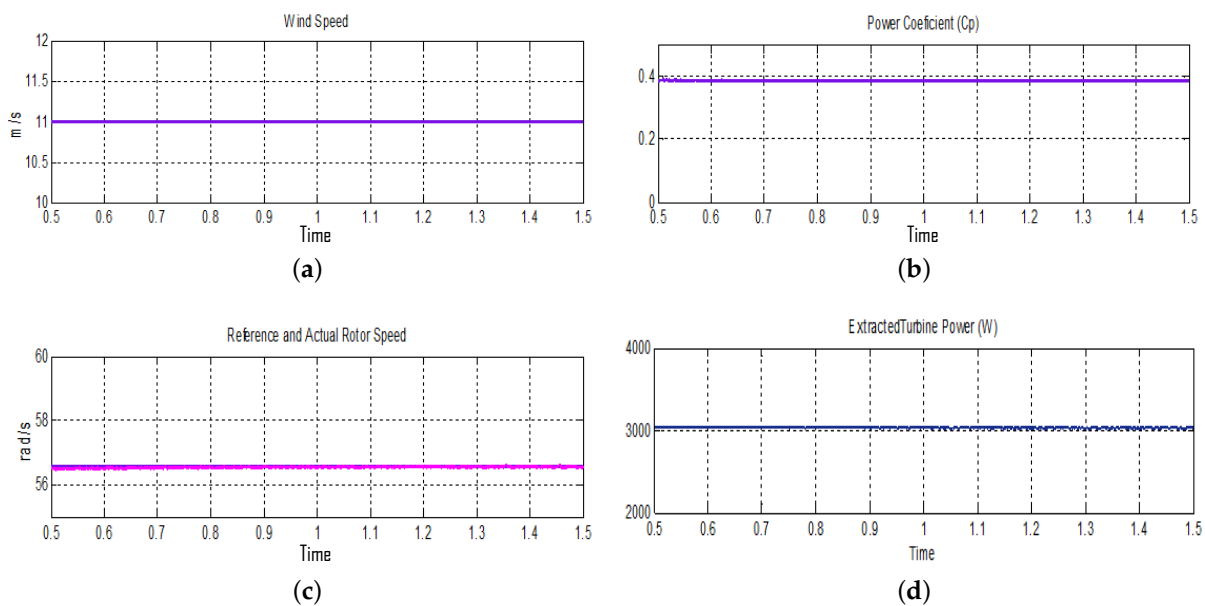 Wind Speed
12
11.5
11
10.5
10
m/s
0.5 0.6 0.7 0.8 0.9 1 1.1 1.2 1.3 1.4 1.5
Time
(a)
Power Coeficient (Cp)
0.4
0.2
0
0.5 0.6 0.7 0.8 0.9 1 1.1 1.2 1.3 1.4 1.5
Time
(b)
Reference and Actual Rotor Speed
60
58
56
rad/s
0.5 0.6 0.7 0.8 0.9 1 1.1 1.2 1.3 1.4 1.5
Time
(c)
ExtractedTurbine Power (W)
4000
3000
2000
0.5 0.6 0.7 0.8 0.9 1 1.1 1.2 1.3 1.4 1.5
Time
(d)